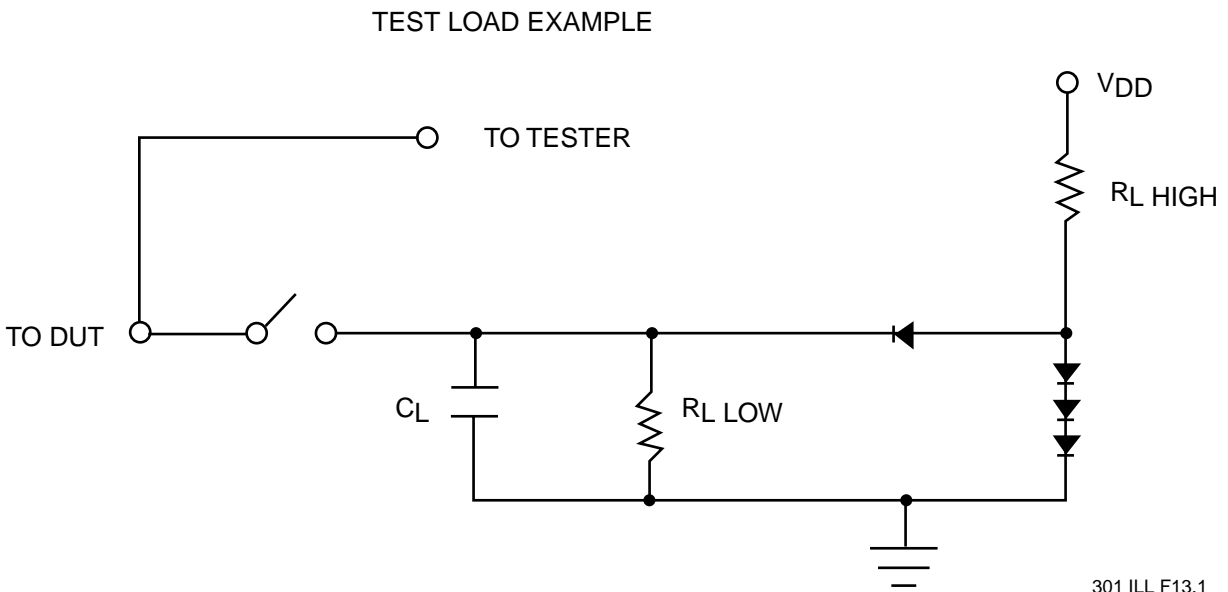 TEST LOAD EXAMPLE
VDD
TO TESTER
RL HIGH
TO DUT
CL
RL LOW
301 ILL F13.1